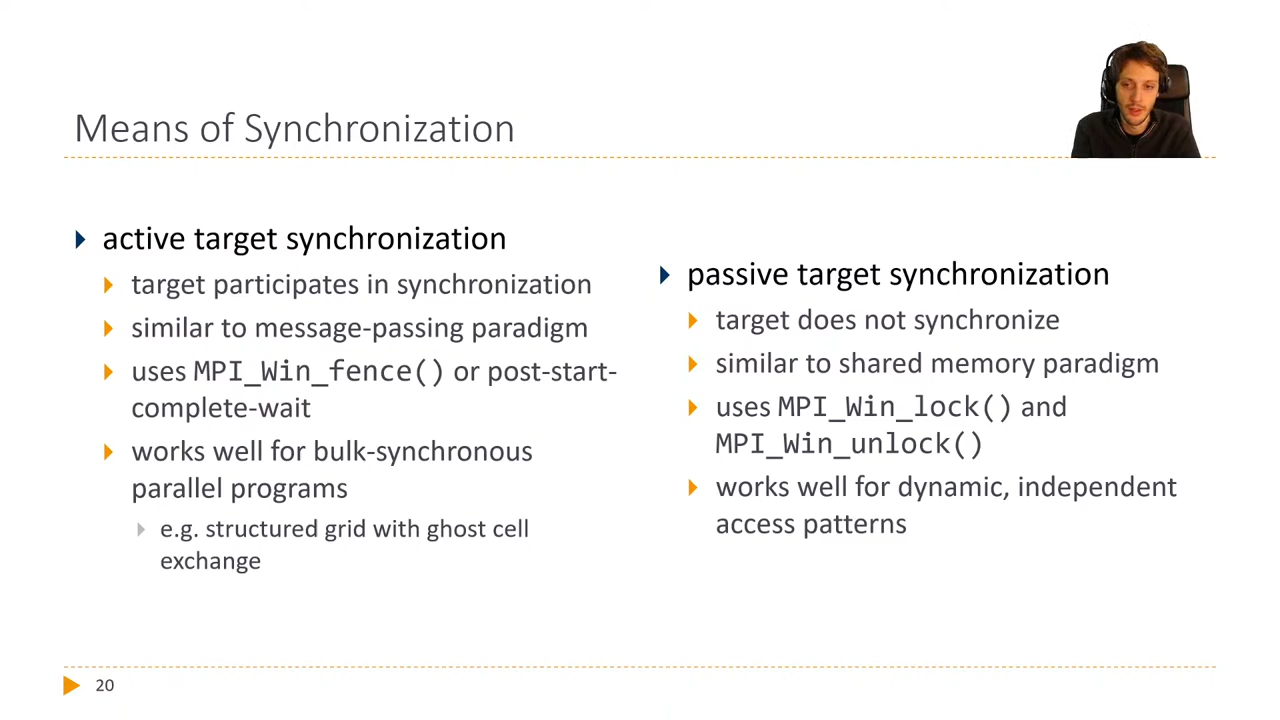 Means of Synchronization
active target synchronization
target participates in synchronization
similar to message-passing paradigm
uses MPI_Win_fence() or post-start-
complete-wait
works well for bulk-synchronous
parallel programs
e.g. structured grid with ghost cell
exchange
passive target synchronization
target does not synchronize
similar to shared memory paradigm
uses MPI_Win_lock() and
MPI_Win_unlock()
works well for dynamic, independent
access patterns
20